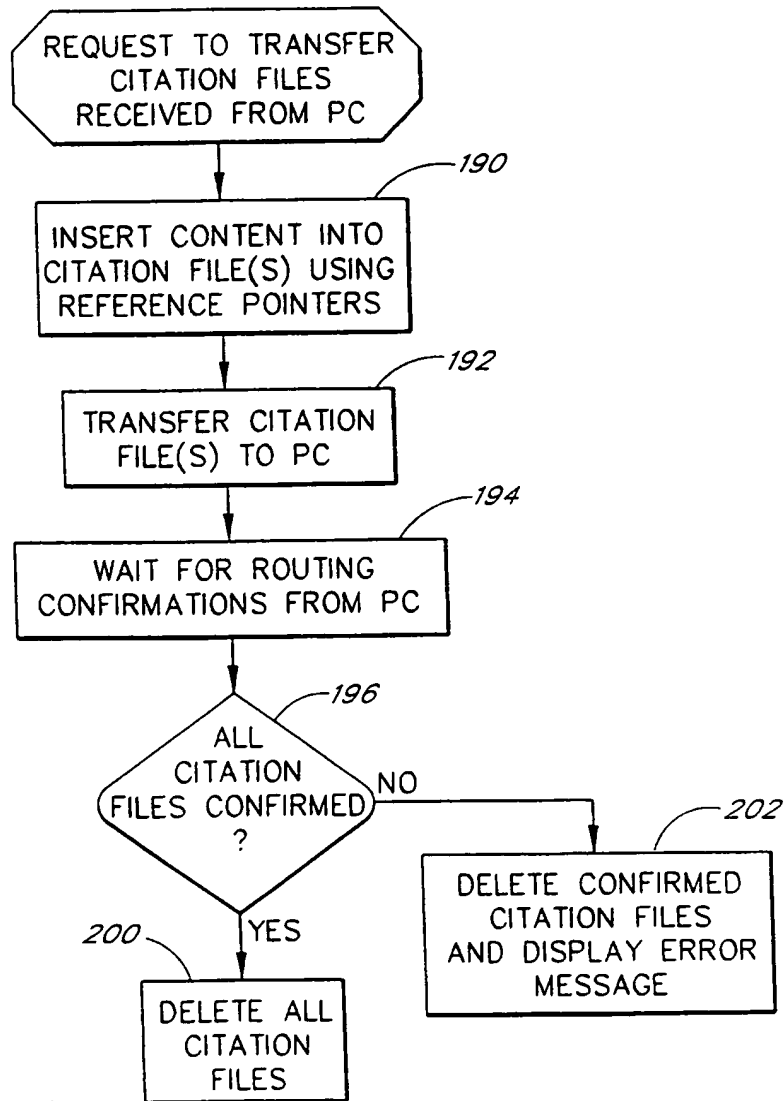 REQUEST TO TRANSFER
CITATION FILES
RECEIVED FROM PC
190
INSERT CONTENT INTO
CITATION FILE(S) USING
REFERENCE POINTERS
192
TRANSFER CITATION
FILE(S) TO PC
194
WAIT FOR ROUTING
CONFIRMATIONS FROM PC
196
ALL
CITATION
FILES CONFIRMED
?
NO
202
DELETE CONFIRMED
CITATION FILES
AND DISPLAY ERROR
MESSAGE
YES
200
DELETE ALL
CITATION
FILES